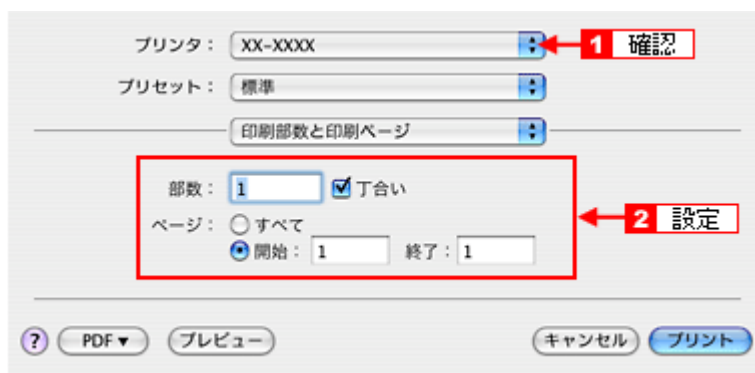 プリンタ： XX-XXXX 1 確認
プリセット： 標準
印刷部数と印刷ページ
部数： 1 丁合い
ページ： すべて
2 設定
開始： 1 終了： 1
? PDF▼ プレビュー キャンセル プリント